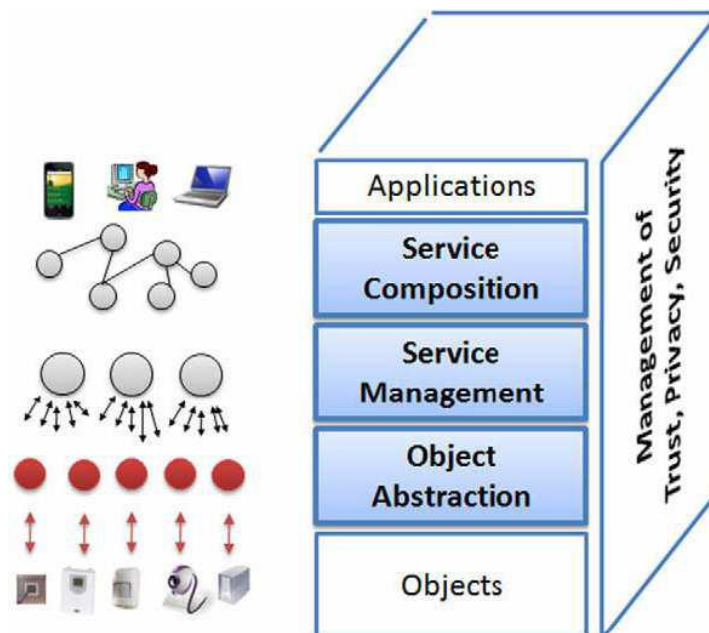 Applications
Service
Composition
Service
Management
Object
Abstraction
Objects
Management of
Trust, Privacy, Security